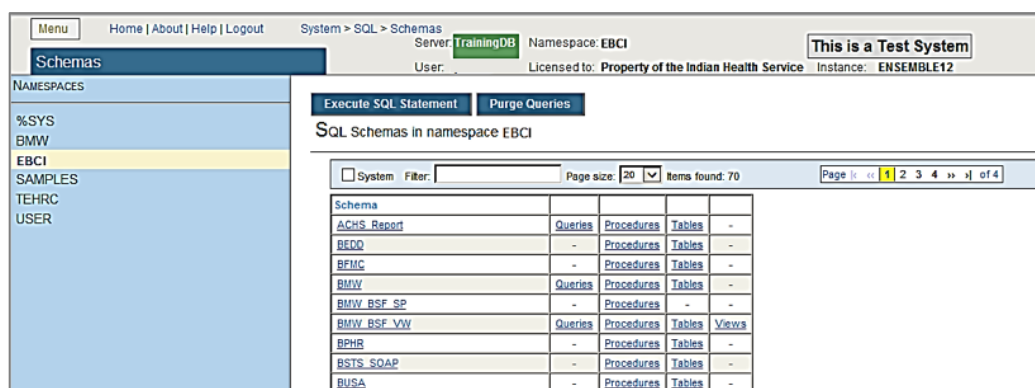 Menu Home | About | Help | Logout System > SQL > Schemas
Server: TrainingDB Namespace: EBCI This is a Test System
Schemas User: . Licensed to: Property of the Indian Health Service Instance: ENSEMBLE12
NAMESPACES
%SYS
BMW
EBCI
SAMPLES
TEHRC
USER
Execute SQL Statement Purge Queries
SQL Schemas in namespace EBCI
System Filter: Page size: 20 Items found: 70 Page |< << 1 2 3 4 >> >| of 4
Schema
ACHS_Report Queries Procedures Tables -
BEDD - Procedures Tables -
BFMC - Procedures Tables -
BMW Queries Procedures Tables -
BMW_BSF_SP - Procedures - -
BMW_BSF_VW Queries Procedures Tables Views
BPHR - Procedures Tables -
BSTS_SOAP - Procedures Tables -
BUSA - Procedures Tables -